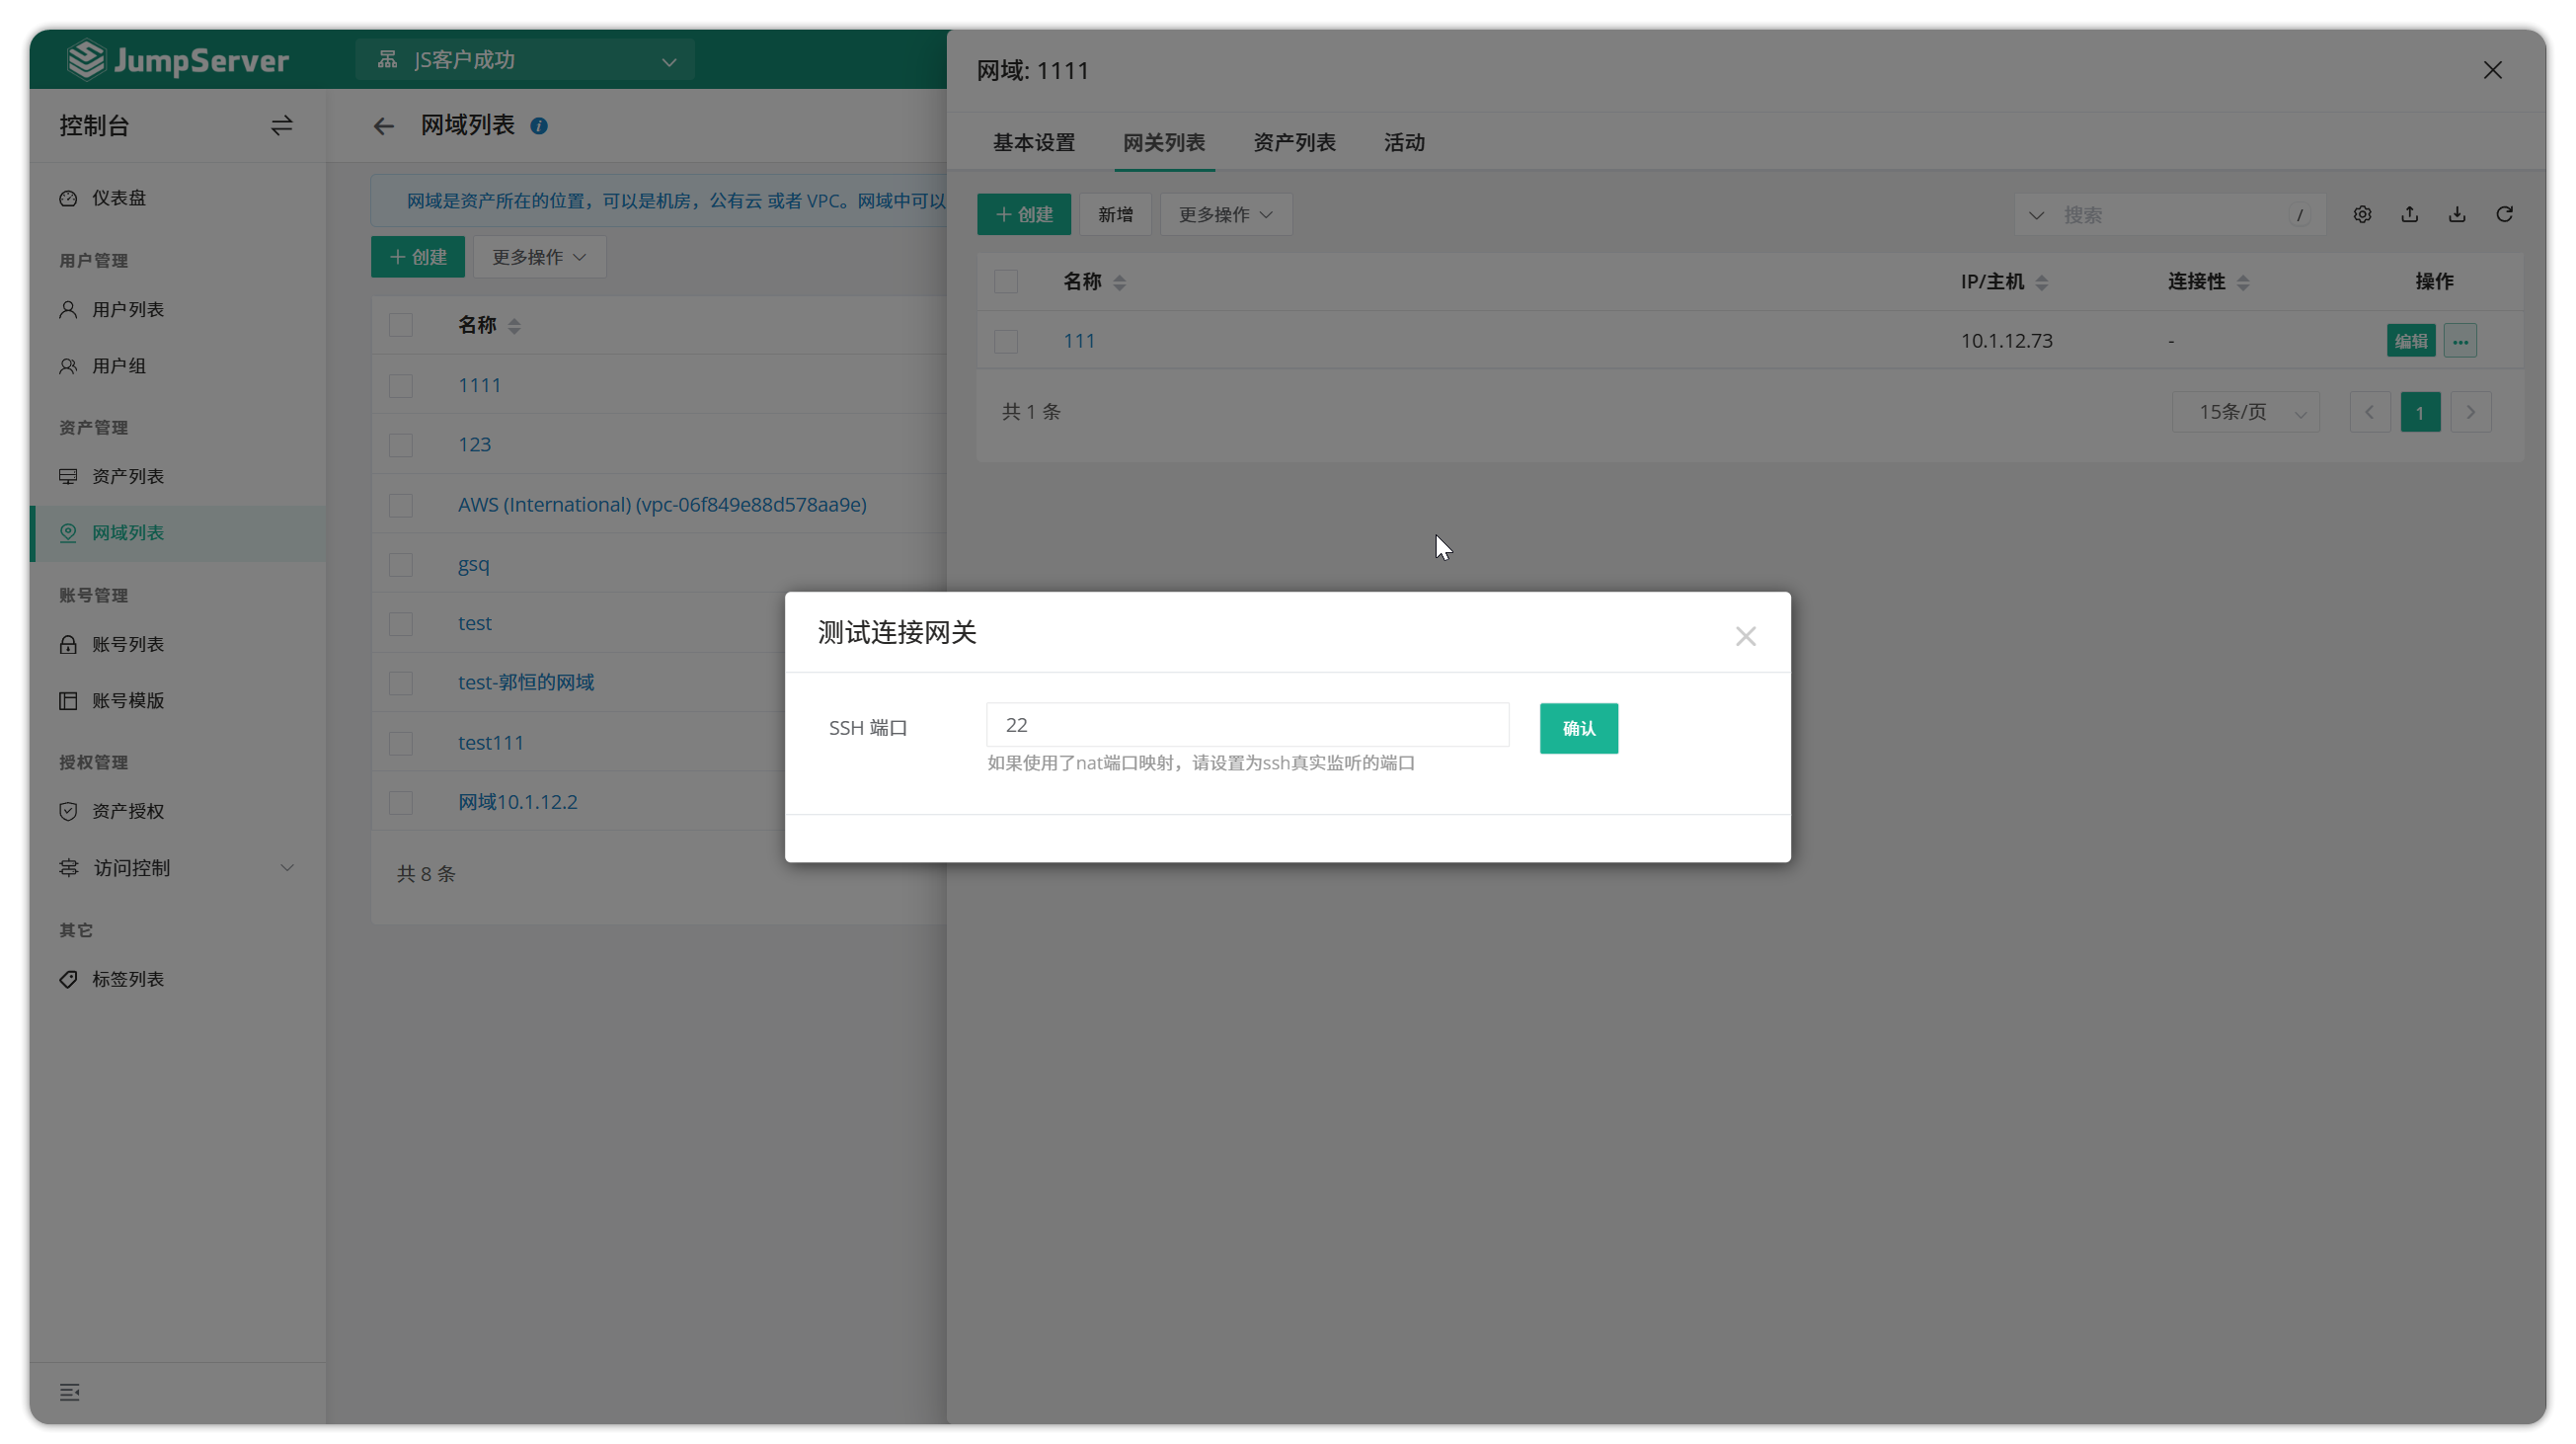 JumpServer
JS客户成功
控制台
仪表盘
用户管理
用户列表
用户组
资产管理
资产列表
网域列表
账号管理
账号列表
账号模版
授权管理
资产授权
访问控制
其它
标签列表
网域列表
网域是资产所在的位置，可以是机房，公有云 或者 VPC。网域中可以
创建
更多操作
名称
1111
123
AWS (International) (vpc-06f849e88d578aa9e)
gsq
test
test-郭恒的网域
test111
网域10.1.12.2
共 8 条
网域: 1111
基本设置 网关列表 资产列表 活动
创建 新增 更多操作 搜索 /
名称 IP/主机 连接性 操作
111 10.1.12.73 - 编辑
共 1 条 15条/页 1
测试连接网关
SSH 端口 22 确认
如果使用了nat端口映射，请设置为ssh真实监听的端口